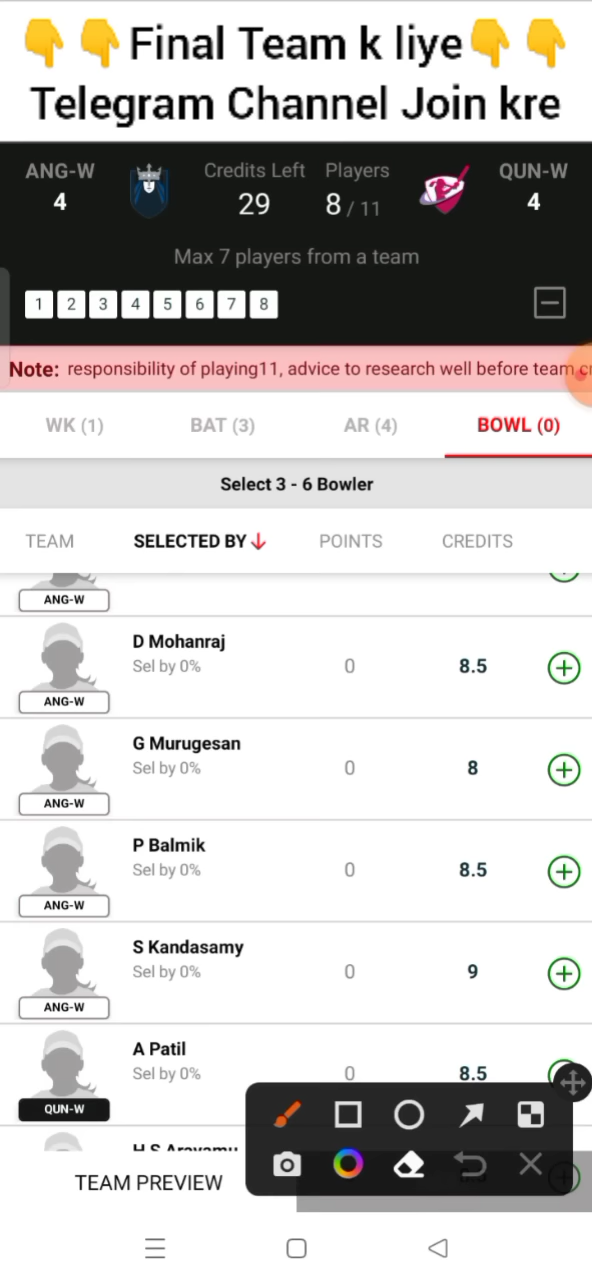 👇👇Final Team k liye👇👇
Telegram Channel Join kre
ANG-W Credits Left Players QUN-W
4 29 8 / 11 4
Max 7 players from a team
1 2 3 4 5 6 7 8
Note: responsibility of playing11, advice to research well before team
WK (1) BAT (3) AR (4) BOWL (0)
Select 3 - 6 Bowler
TEAM SELECTED BY POINTS CREDITS
ANG-W
D Mohanraj
Sel by 0% 0 8.5
ANG-W
G Murugesan
Sel by 0% 0 8
ANG-W
P Balmik
Sel by 0% 0 8.5
ANG-W
S Kandasamy
Sel by 0% 0 9
ANG-W
A Patil
Sel by 0% 0 8.5
QUN-W
TEAM PREVIEW